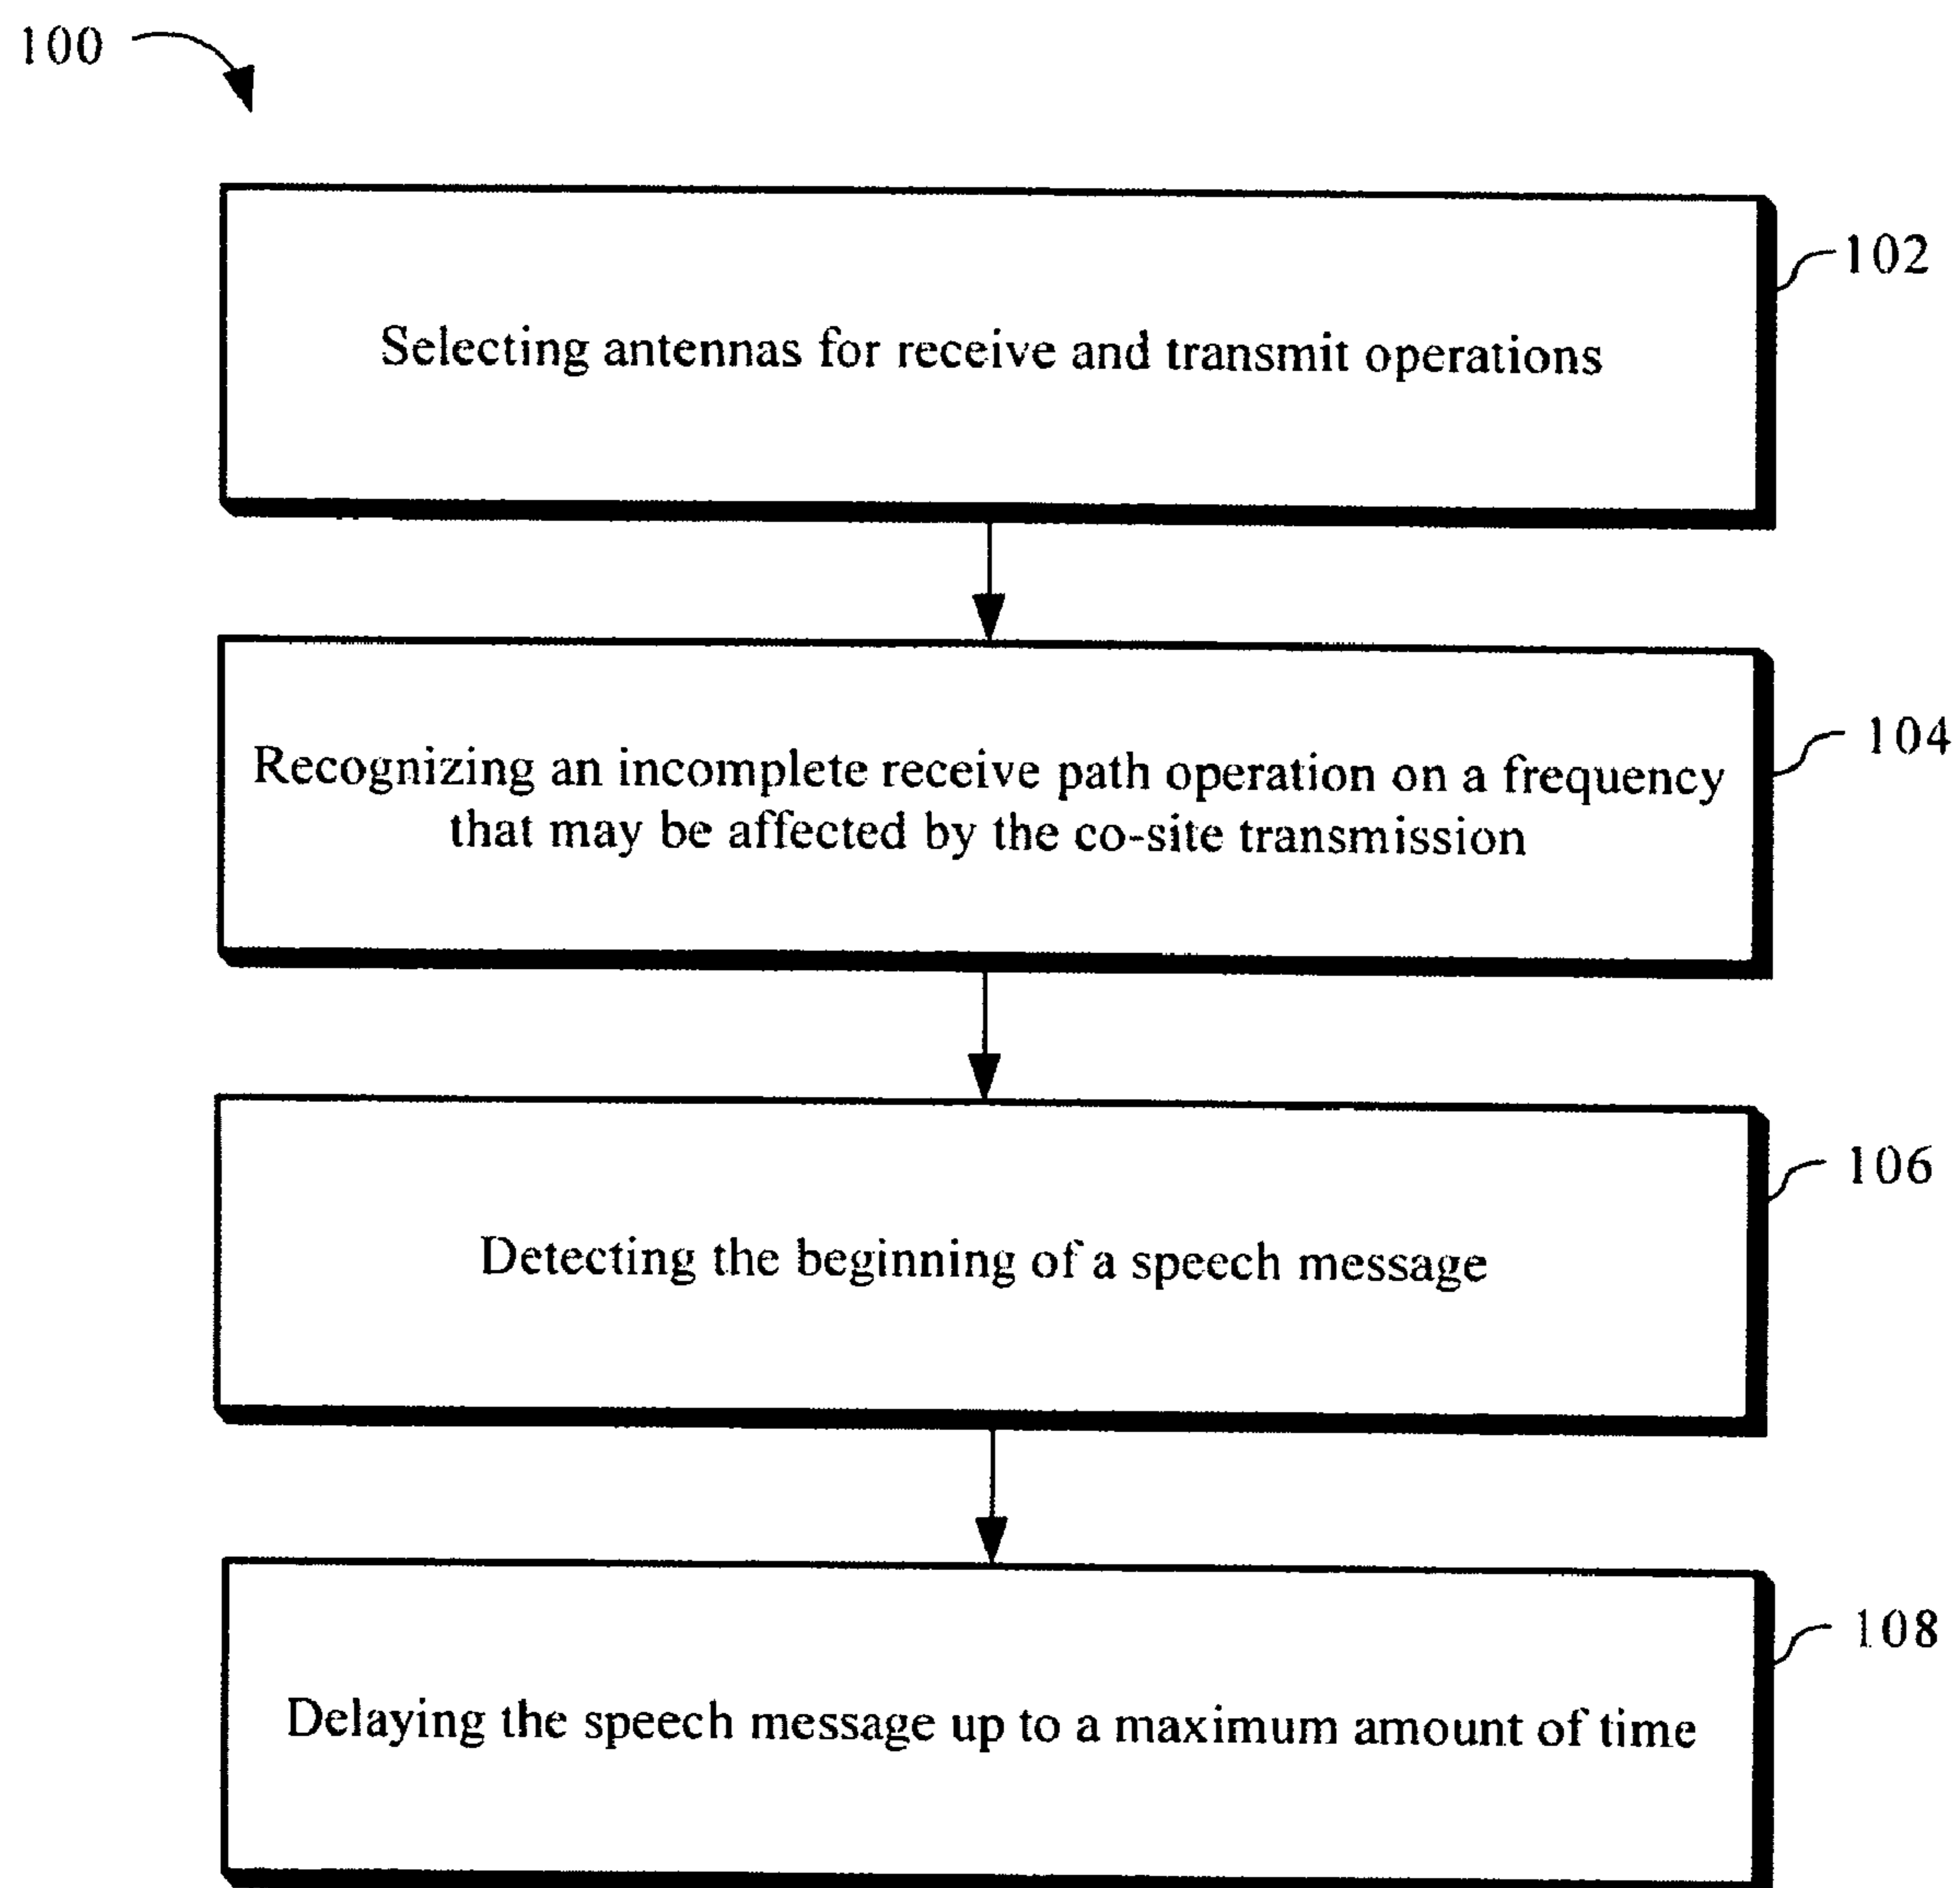 100
Selecting antennas for receive and transmit operations
102
Recognizing an incomplete receive path operation on a frequency
that may be affected by the co-site transmission
104
Detecting the beginning of a speech message
106
Delaying the speech message up to a maximum amount of time
108